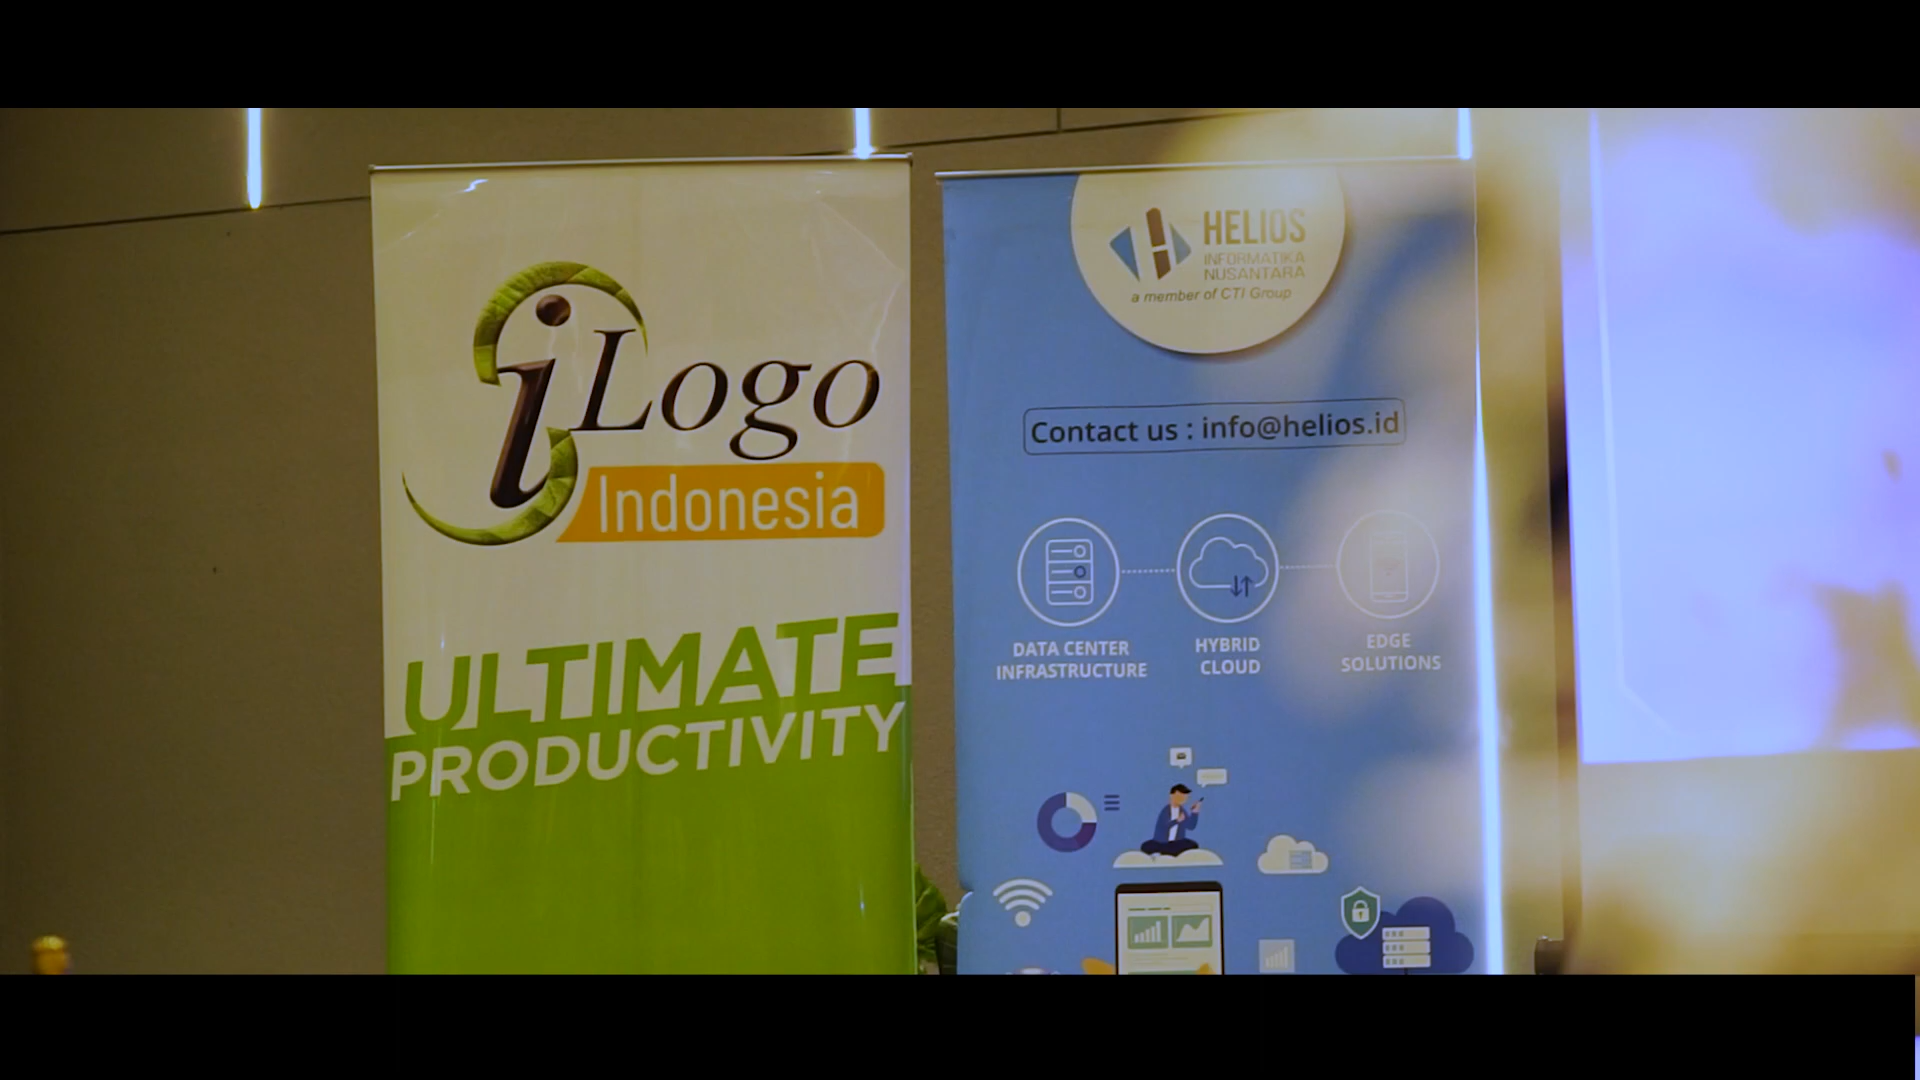 iLogo
Indonesia
ULTIMATE
PRODUCTIVITY
HELIOS
INFORMATIKA
NUSANTARA
a member of CTI Group
Contact us : info@helios.id
DATA CENTER
INFRASTRUCTURE
HYBRID
CLOUD
EDGE
SOLUTIONS